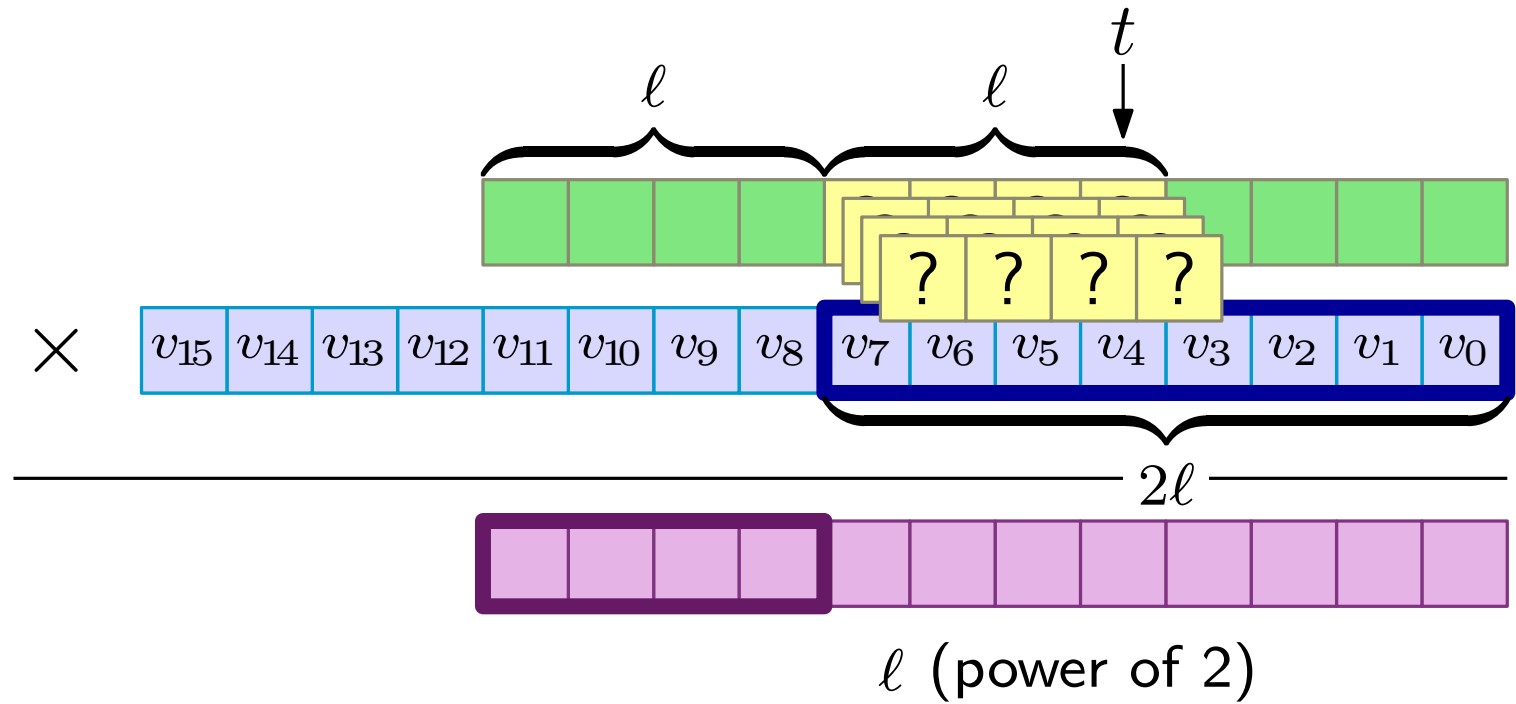 t
ℓ ℓ
? ? ? ?
× v₁₅ v₁₄ v₁₃ v₁₂ v₁₁ v₁₀ v₉ v₈ v₇ v₆ v₅ v₄ v₃ v₂ v₁ v₀
2ℓ
ℓ (power of 2)